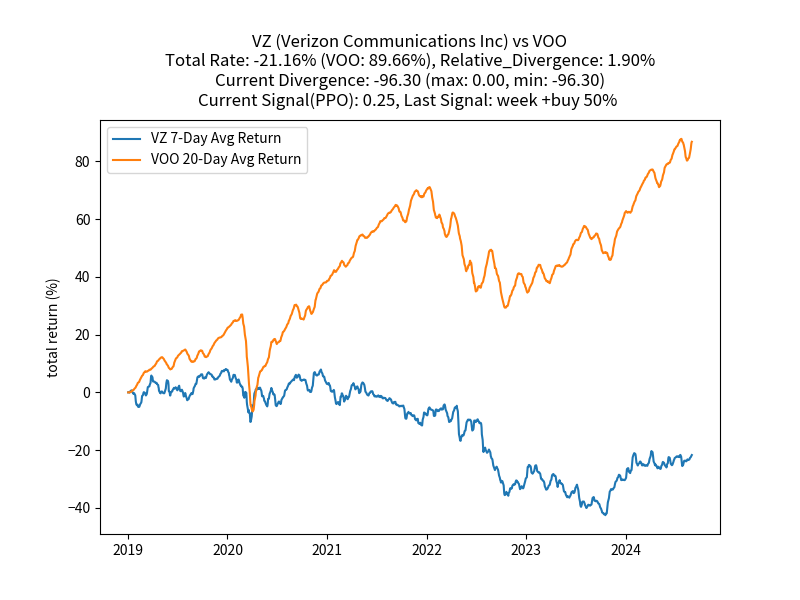 VZ (Verizon Communications Inc) vs VOO
Total Rate: -21.16% (VOO: 89.66%), Relative_Divergence: 1.90%
Current Divergence: -96.30 (max: 0.00, min: -96.30)
Current Signal(PPO): 0.25, Last Signal: week +buy 50%
VZ 7-Day Avg Return
VOO 20-Day Avg Return
total return (%)
80
60
40
20
0
−20
−40
2019 2020 2021 2022 2023 2024